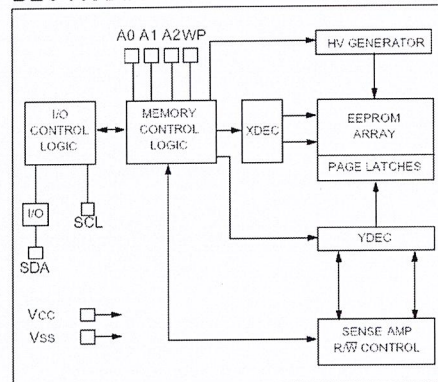 A0 A1 A2 WP
HV GENERATOR
I/O
CONTROL
LOGIC
MEMORY
CONTROL
LOGIC
XDEC
EEPROM
ARRAY
PAGE LATCHES
I/O
SCL
SDA
YDEC
Vcc
Vss
SENSE AMP
R/W̅ CONTROL